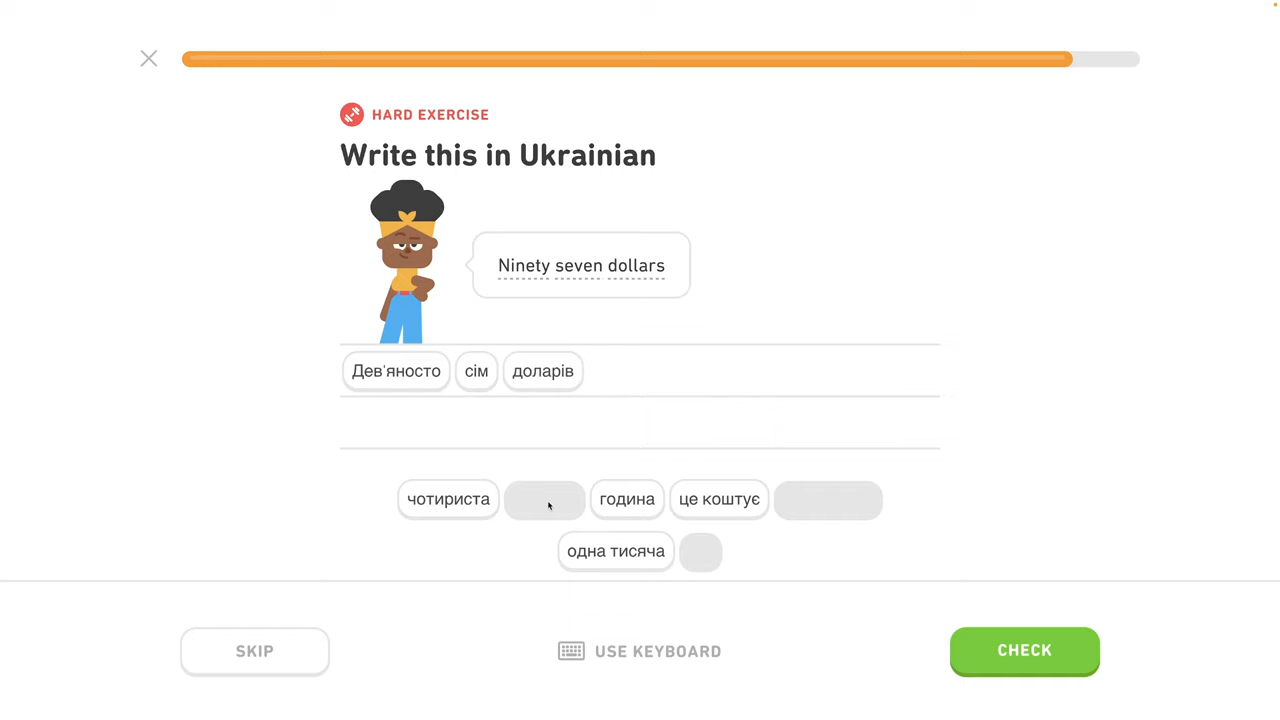 HARD EXERCISE
Write this in Ukrainian
Ninety seven dollars
Дев'яносто сім доларів
чотириста година це коштує
одна тисяча
SKIP USE KEYBOARD CHECK